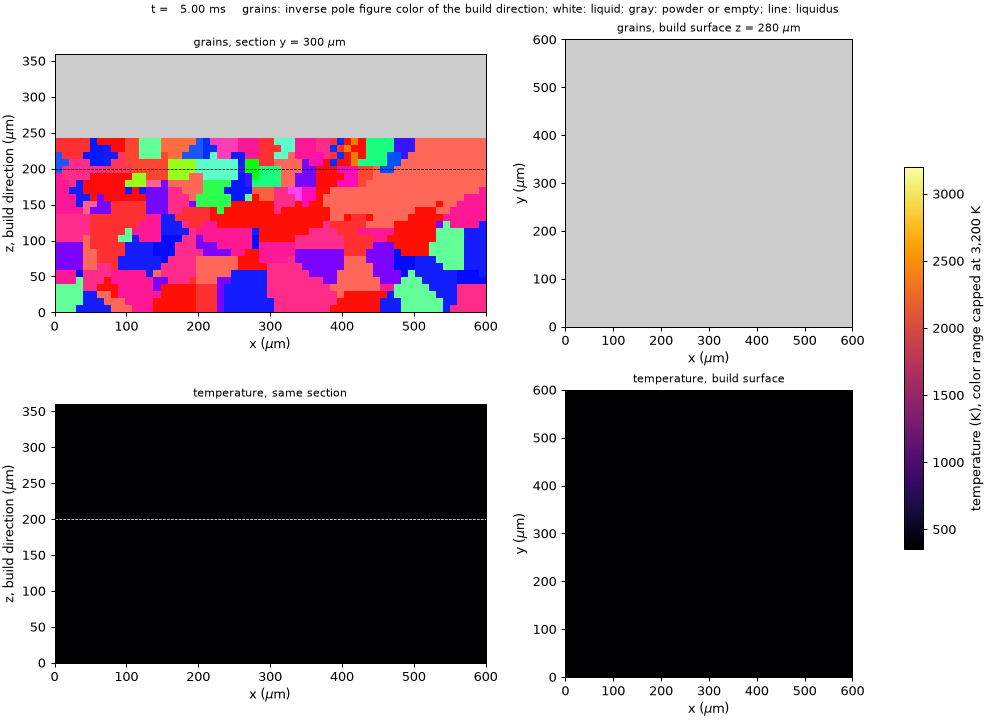 t =   5.00 ms    grains: inverse pole figure color of the build direction; white: liquid; gray: powder or empty; line: liquidus
grains, section y = 300 μm
350
300
250
200
150
100
50
0
z, build direction (μm)
0 100 200 300 400 500 600
x (μm)
grains, build surface z = 280 μm
600
500
400
300
200
100
0
y (μm)
0 100 200 300 400 500 600
x (μm)
temperature, same section
350
300
250
200
150
100
50
0
z, build direction (μm)
0 100 200 300 400 500 600
x (μm)
temperature, build surface
600
500
400
300
200
100
0
y (μm)
0 100 200 300 400 500 600
x (μm)
3000
2500
2000
1500
1000
500
temperature (K), color range capped at 3,200 K